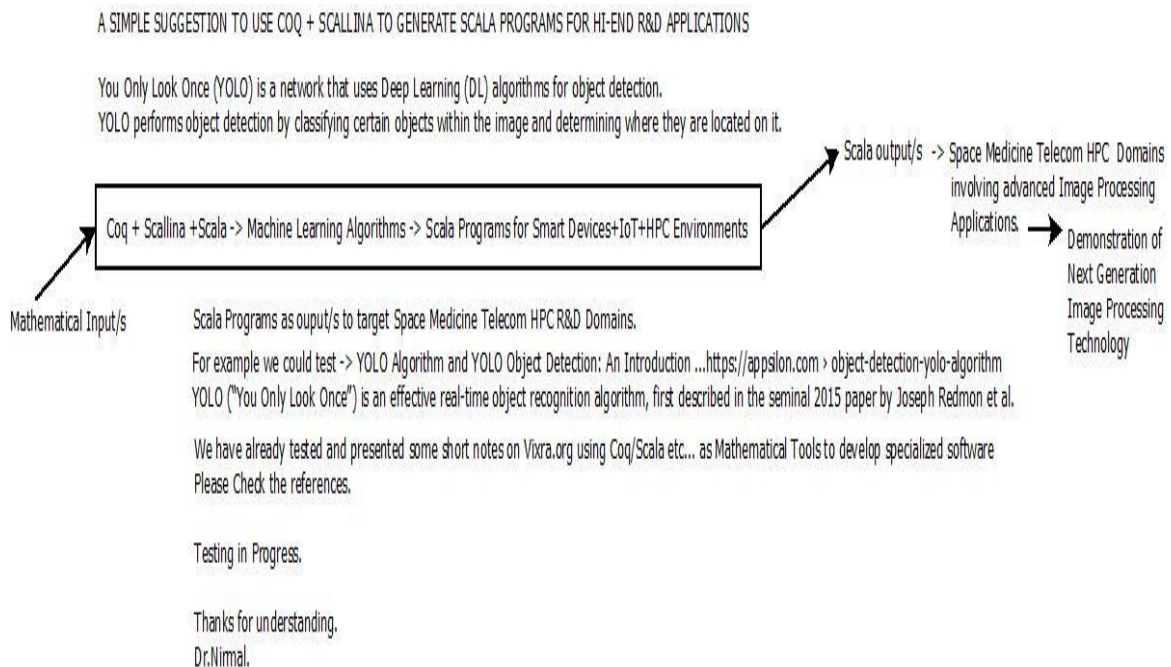 A SIMPLE SUGGESTION TO USE COQ + SCALLINA TO GENERATE SCALA PROGRAMS FOR HI-END R&D APPLICATIONS
You Only Look Once (YOLO) is a network that uses Deep Learning (DL) algorithms for object detection.
YOLO performs object detection by classifying certain objects within the image and determining where they are located on it.
Scala output/s -> Space Medicine Telecom HPC Domains
involving advanced Image Processing
Applications.
Demonstration of
Next Generation
Image Processing
Technology
Coq + Scallina +Scala -> Machine Learning Algorithms -> Scala Programs for Smart Devices+IoT+HPC Environments
Mathematical Input/s
Scala Programs as ouput/s to target Space Medicine Telecom HPC R&D Domains.
For example we could test -> YOLO Algorithm and YOLO Object Detection: An Introduction ...https://appsilon.com › object-detection-yolo-algorithm
YOLO ("You Only Look Once") is an effective real-time object recognition algorithm, first described in the seminal 2015 paper by Joseph Redmon et al.
We have already tested and presented some short notes on Vixra.org using Coq/Scala etc... as Mathematical Tools to develop specialized software
Please Check the references.
Testing in Progress.
Thanks for understanding.
Dr.Nirmal.